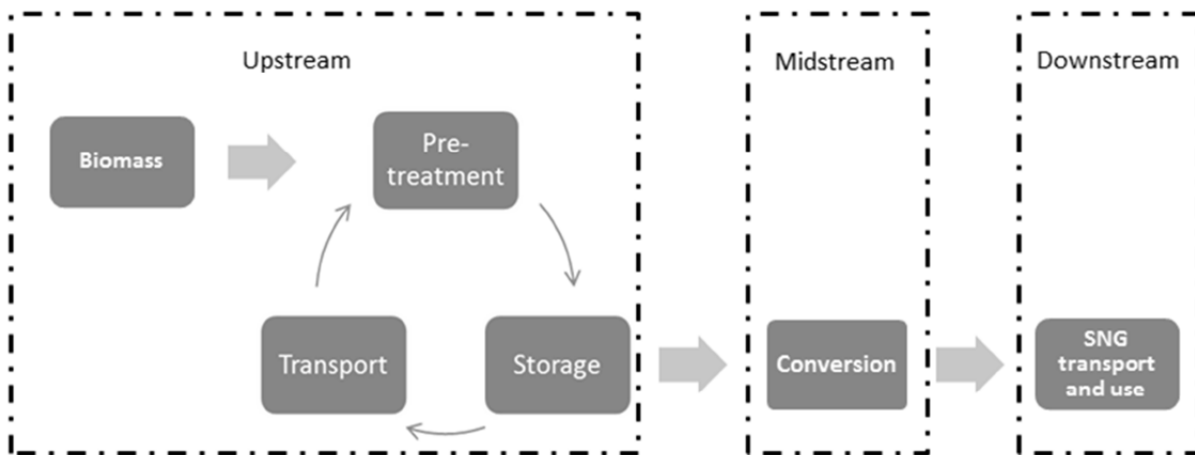 Upstream
Midstream
Downstream
Biomass
Pre-
treatment
Transport
Storage
Conversion
SNG
transport
and use